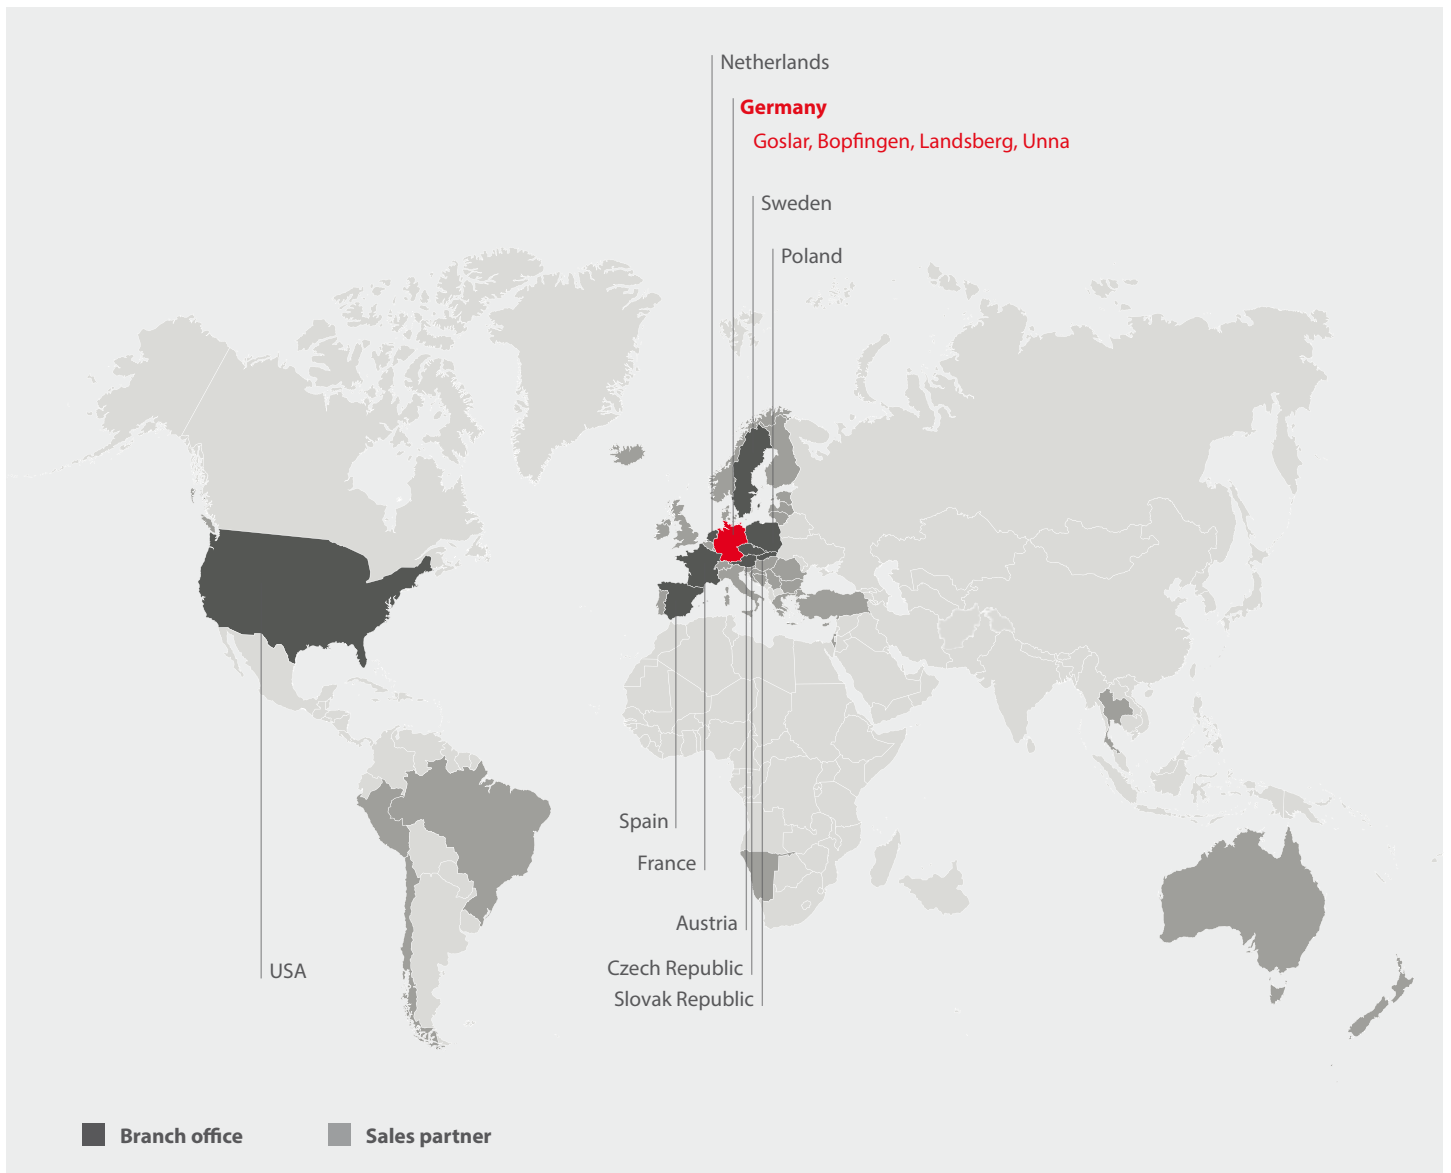 Netherlands
Germany
Goslar, Bopfingen, Landsberg, Unna
Sweden
Poland
Spain
France
Austria
Czech Republic
USA
Slovak Republic
Branch office
Sales partner